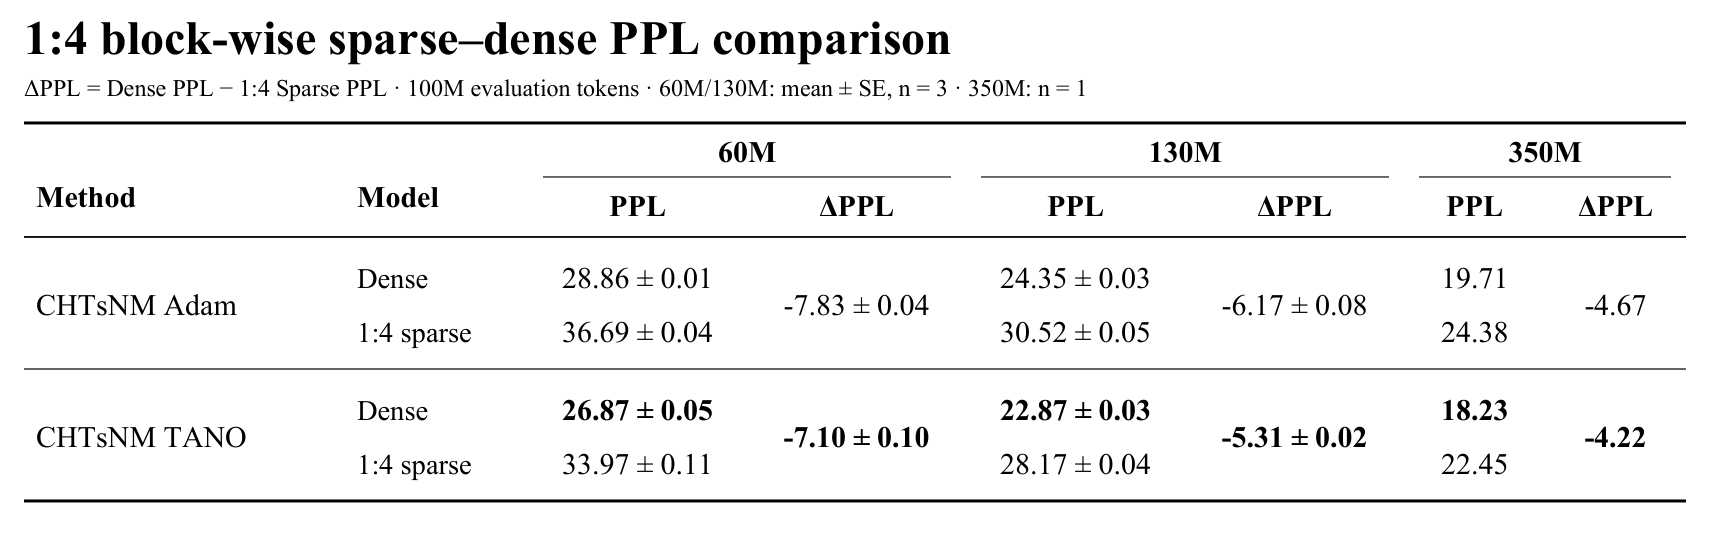 1:4 block-wise sparse–dense PPL comparison
ΔPPL = Dense PPL − 1:4 Sparse PPL · 100M evaluation tokens · 60M/130M: mean ± SE, n = 3 · 350M: n = 1
60M 130M 350M
Method Model PPL ΔPPL PPL ΔPPL PPL ΔPPL
Dense 28.86 ± 0.01 24.35 ± 0.03 19.71
CHTsNM Adam -7.83 ± 0.04 -6.17 ± 0.08 -4.67
1:4 sparse 36.69 ± 0.04 30.52 ± 0.05 24.38
Dense 26.87 ± 0.05 22.87 ± 0.03 18.23
CHTsNM TANO -7.10 ± 0.10 -5.31 ± 0.02 -4.22
1:4 sparse 33.97 ± 0.11 28.17 ± 0.04 22.45